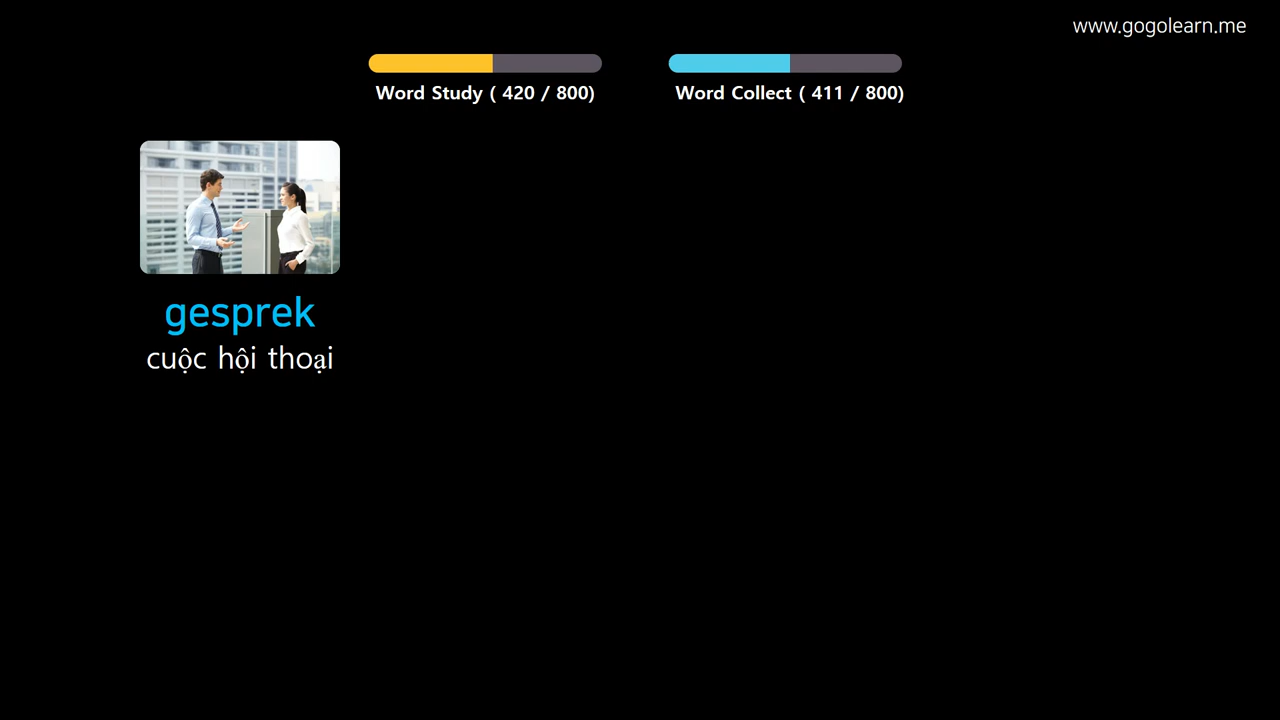 www.gogolearn.me
Word Study ( 420 / 800)
Word Collect ( 411 / 800)
gesprek
cuộc hội thoại